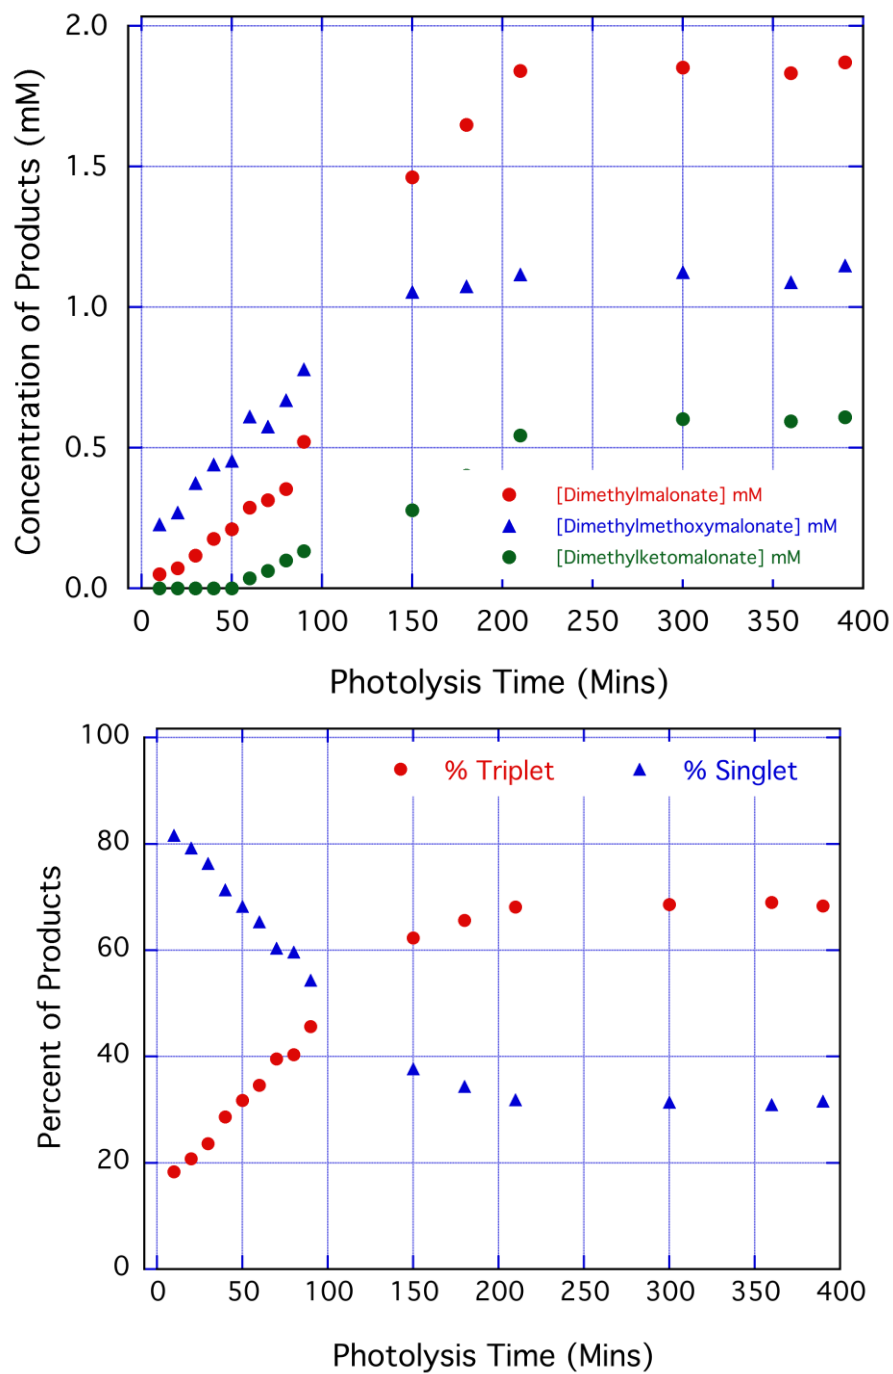 Concentration of Products (mM)
2.0
1.5
1.0
0.5
0.0
[Dimethylmalonate] mM
[Dimethylmethoxymalonate] mM
[Dimethylketomalonate] mM
0 50 100 150 200 250 300 350 400
Photolysis Time (Mins)
Percent of Products
100
80
60
40
20
0
% Triplet % Singlet
0 50 100 150 200 250 300 350 400
Photolysis Time (Mins)